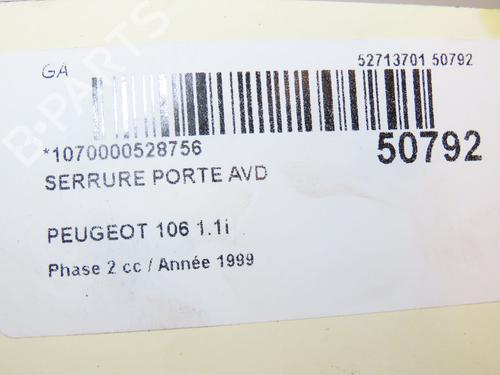 GA
52713701 50792
*1070000528756
50792
SERRURE PORTE AVD
PEUGEOT 106 1.1i
Phase 2 cc / Année 1999
B-PARTS